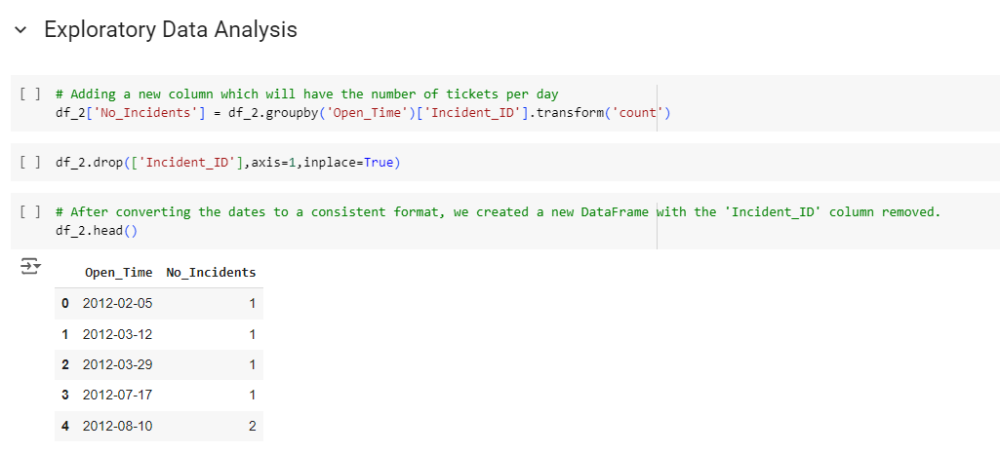 Exploratory Data Analysis
[ ] # Adding a new column which will have the number of tickets per day
df_2['No_Incidents'] = df_2.groupby('Open_Time')['Incident_ID'].transform('count')
[ ] df_2.drop(['Incident_ID'],axis=1,inplace=True)
[ ] # After converting the dates to a consistent format, we created a new DataFrame with the 'Incident_ID' column removed.
df_2.head()
Open_Time No_Incidents
0 2012-02-05 1
1 2012-03-12 1
2 2012-03-29 1
3 2012-07-17 1
4 2012-08-10 2